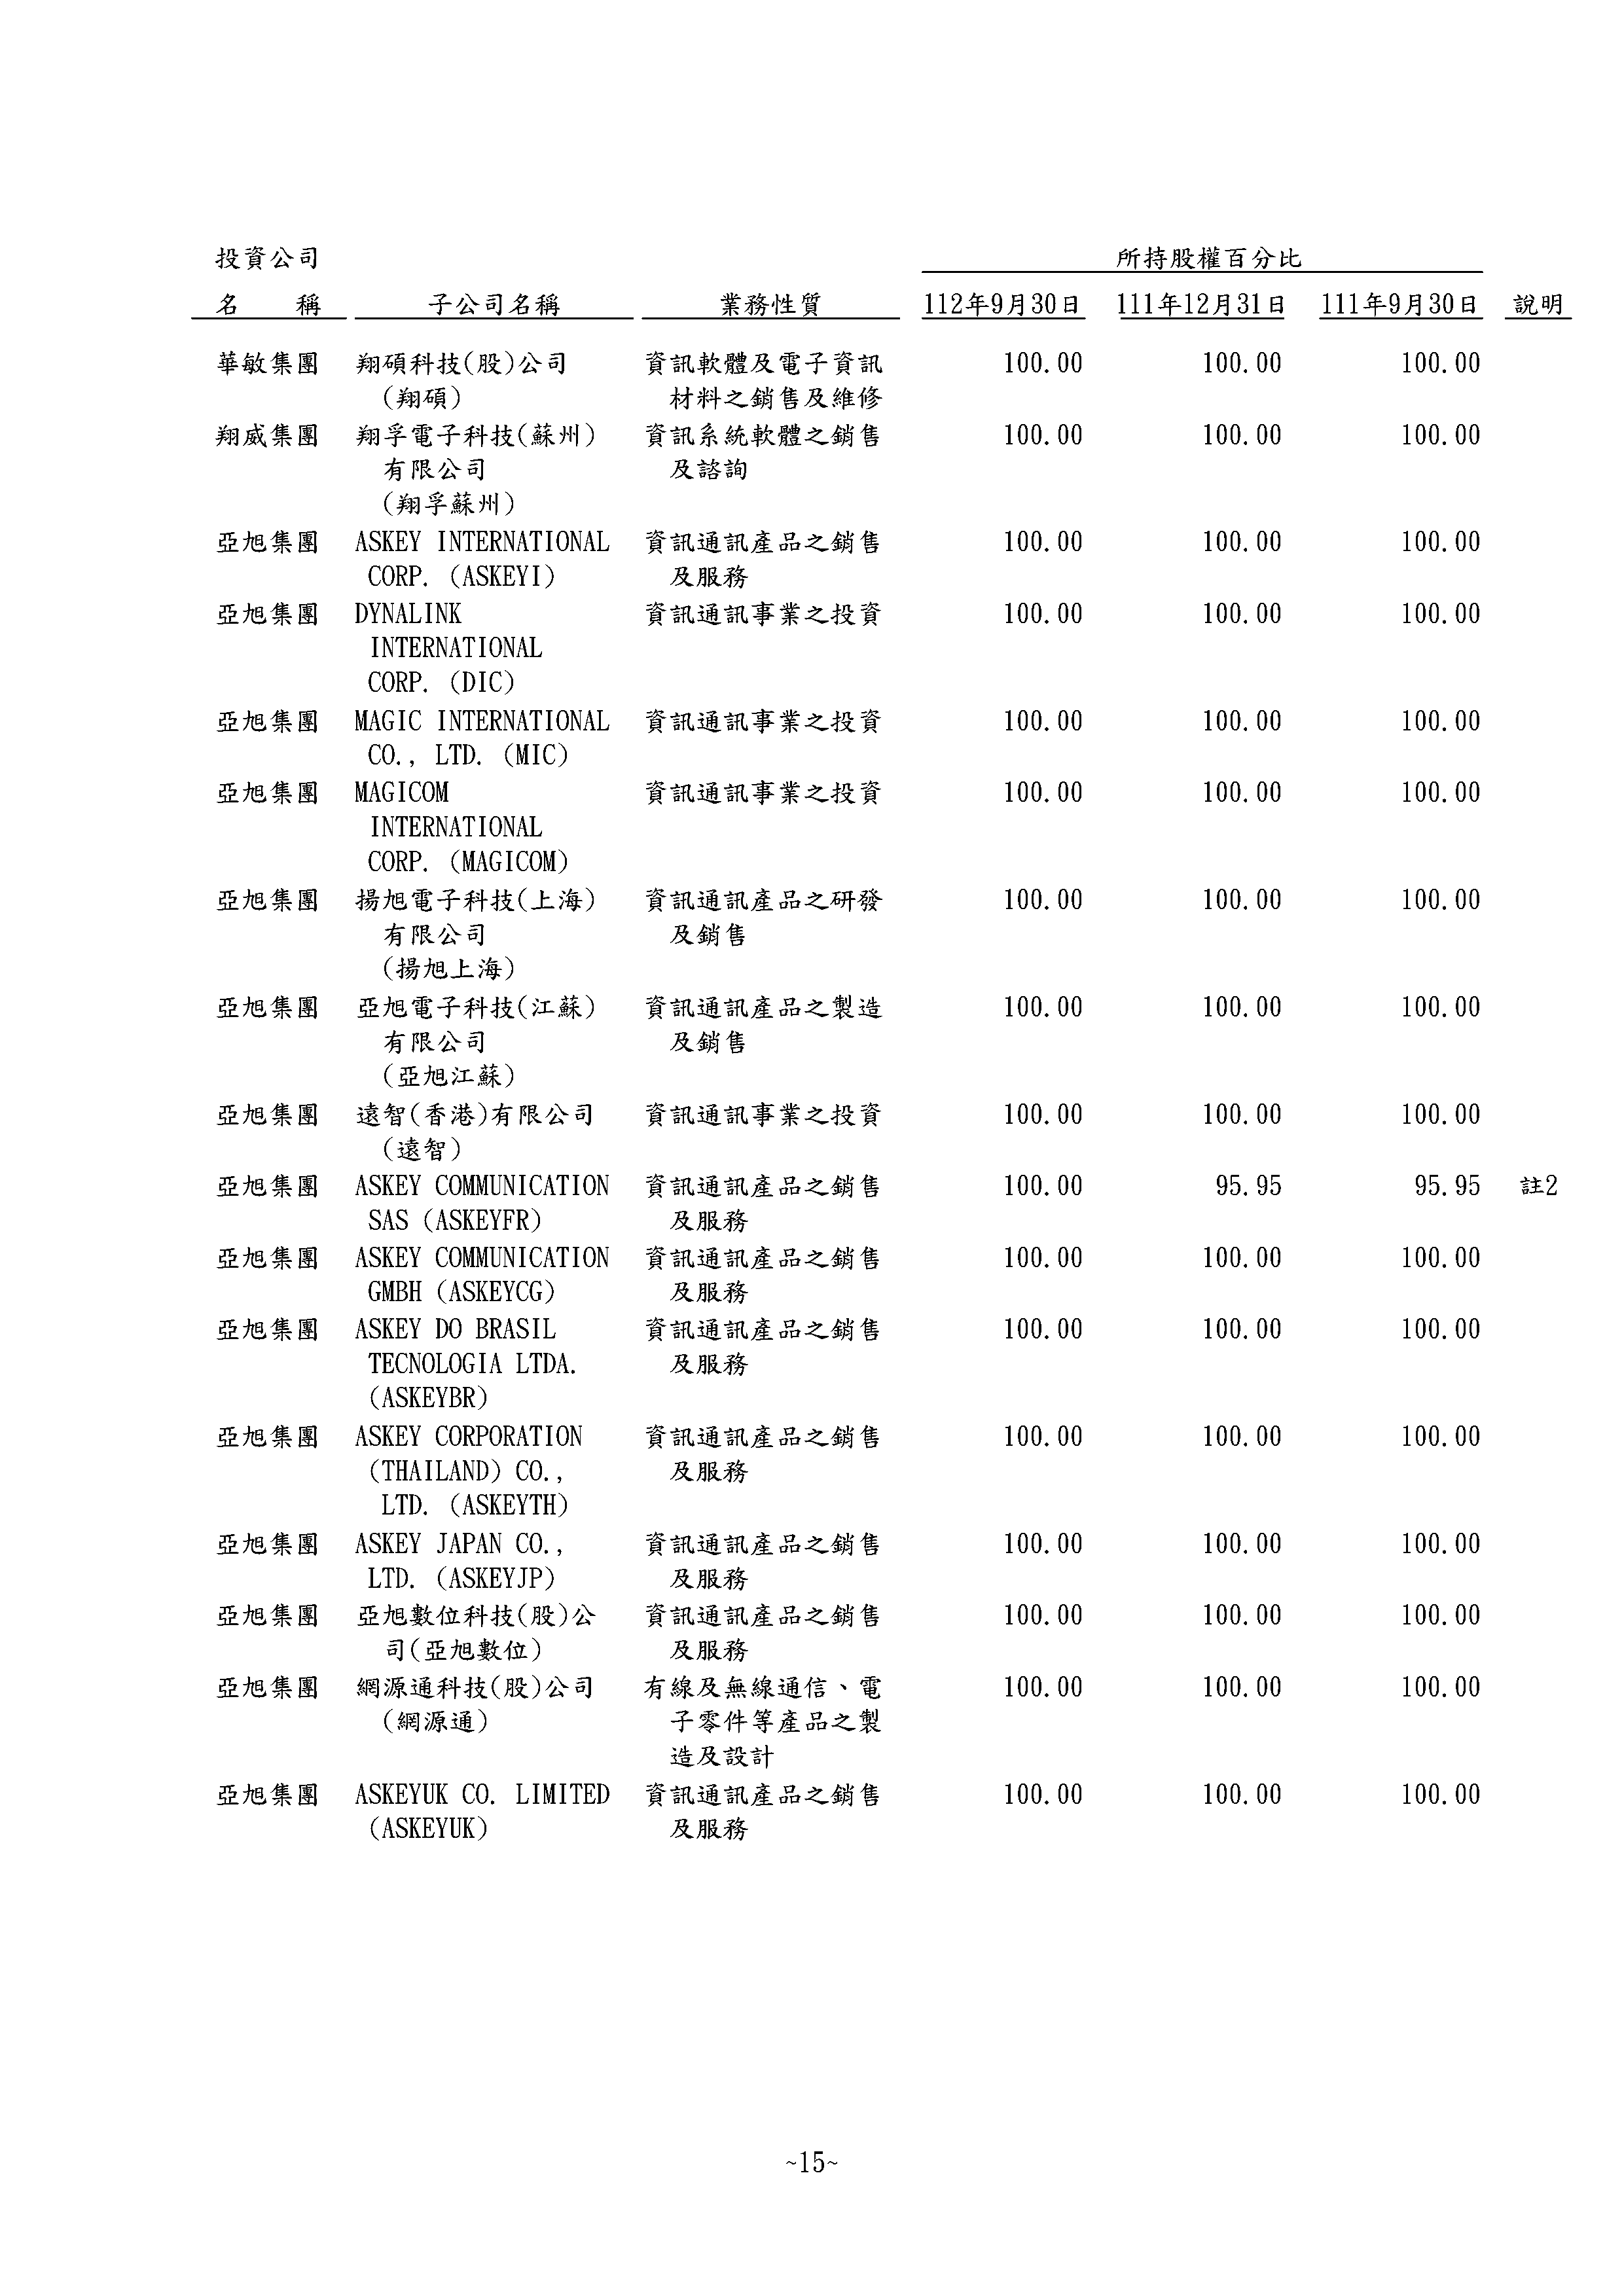 投資公司 所持股權百分比
名 稱 子公司名稱 業務性質 112年9月30日 111年12月31日 111年9月30日 說明
華敏集團 翔碩科技(股)公司 資訊軟體及電子資訊 100.00 100.00 100.00
(翔碩) 材料之銷售及維修
翔威集團 翔孚電子科技(蘇州) 資訊系統軟體之銷售 100.00 100.00 100.00
有限公司 及諮詢
(翔孚蘇州)
亞旭集團 ASKEY INTERNATIONAL 資訊通訊產品之銷售 100.00 100.00 100.00
CORP. (ASKEYI) 及服務
亞旭集團 DYNALINK 資訊通訊事業之投資 100.00 100.00 100.00
INTERNATIONAL
CORP. (DIC)
亞旭集團 MAGIC INTERNATIONAL 資訊通訊事業之投資 100.00 100.00 100.00
CO., LTD. (MIC)
亞旭集團 MAGICOM 資訊通訊事業之投資 100.00 100.00 100.00
INTERNATIONAL
CORP. (MAGICOM)
亞旭集團 揚旭電子科技(上海) 資訊通訊產品之研發 100.00 100.00 100.00
有限公司 及銷售
(揚旭上海)
亞旭集團 亞旭電子科技(江蘇) 資訊通訊產品之製造 100.00 100.00 100.00
有限公司 及銷售
(亞旭江蘇)
亞旭集團 遠智(香港)有限公司 資訊通訊事業之投資 100.00 100.00 100.00
(遠智)
亞旭集團 ASKEY COMMUNICATION 資訊通訊產品之銷售 100.00 95.95 95.95 註2
SAS (ASKEYFR) 及服務
亞旭集團 ASKEY COMMUNICATION 資訊通訊產品之銷售 100.00 100.00 100.00
GMBH (ASKEYCG) 及服務
亞旭集團 ASKEY DO BRASIL 資訊通訊產品之銷售 100.00 100.00 100.00
TECNOLOGIA LTDA. 及服務
(ASKEYBR)
亞旭集團 ASKEY CORPORATION 資訊通訊產品之銷售 100.00 100.00 100.00
(THAILAND) CO., 及服務
LTD. (ASKEYTH)
亞旭集團 ASKEY JAPAN CO., 資訊通訊產品之銷售 100.00 100.00 100.00
LTD. (ASKEYJP) 及服務
亞旭集團 亞旭數位科技(股)公 資訊通訊產品之銷售 100.00 100.00 100.00
司(亞旭數位) 及服務
亞旭集團 網源通科技(股)公司 有線及無線通信、電 100.00 100.00 100.00
(網源通) 子零件等產品之製
造及設計
亞旭集團 ASKEYUK CO. LIMITED 資訊通訊產品之銷售 100.00 100.00 100.00
(ASKEYUK) 及服務
~15~